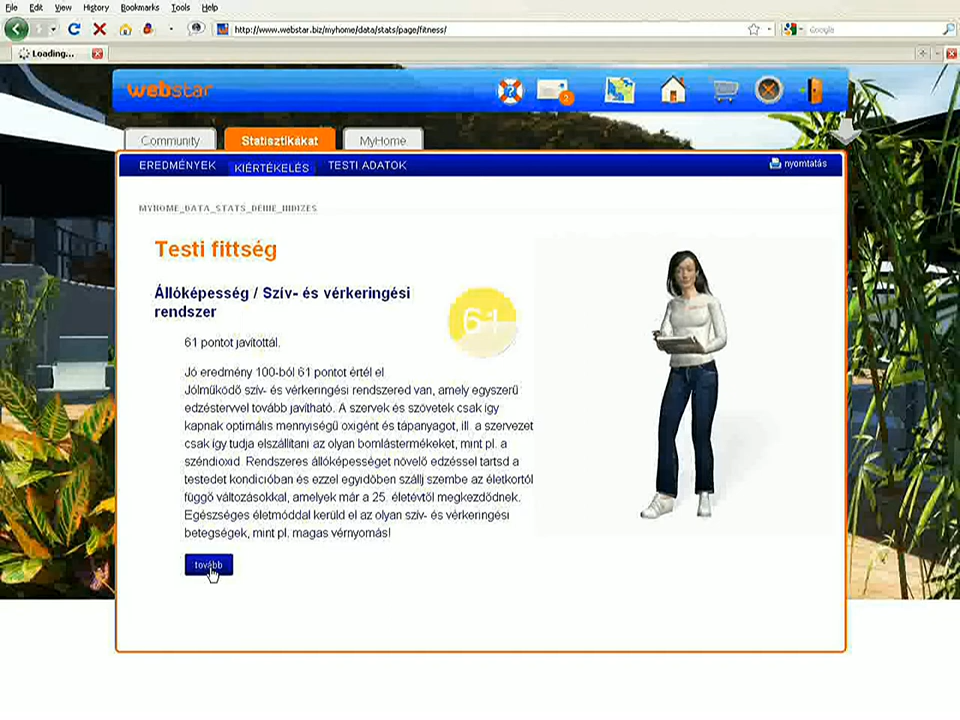 File Edit View History Bookmarks Tools Help
http://www.webstar.biz/myhome/data/stats/page/fitness/
Google
Loading...
webstar
2
Community Statisztikákat MyHome
EREDMÉNYEK KIÉRTÉKELÉS TESTI ADATOK nyomtatás
Testi fittség
Állóképesség / Szív- és vérkeringési
rendszer
61
61 pontot javítottál.
Jó eredmény 100-ból 61 pontot értél el
Jólműködő szív- és vérkeringési rendszered van, amely egyszerű
edzéstervvel tovább javítható. A szervek és szövetek csak így
kapnak optimális mennyiségű oxigént és tápanyagot, ill. a szervezet
csak így tudja elszállítani az olyan bomlástermékeket, mint pl. a
széndioxid. Rendszeres állóképességet növelő edzéssel tartsd a
testedet kondicióban és ezzel egyidőben szállj szembe az életkortól
függő változásokkal, amelyek már a 25. életévtől megkezdődnek.
Egészséges életmóddal kerüld el az olyan szív- és vérkeringési
betegségek, mint pl. magas vérnyomás!
tovább